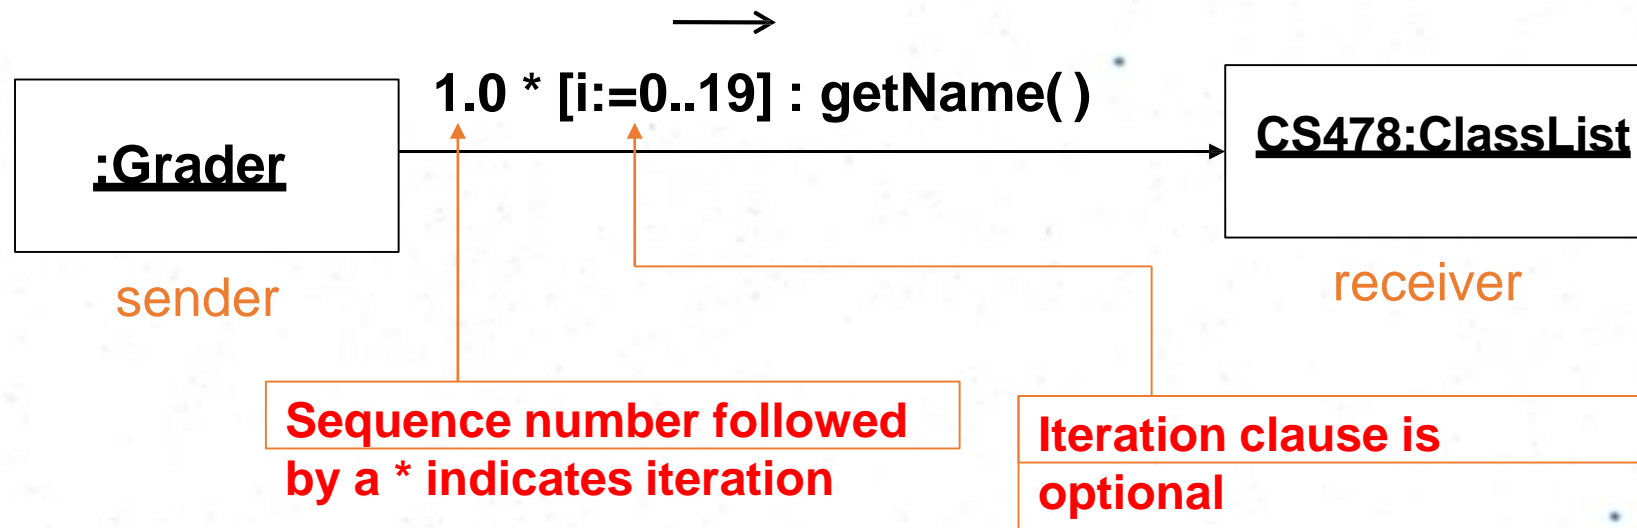 1.0 * [i:=0..19] : getName( )
:Grader
CS478:ClassList
sender
receiver
Sequence number followed
by a * indicates iteration
Iteration clause is
optional